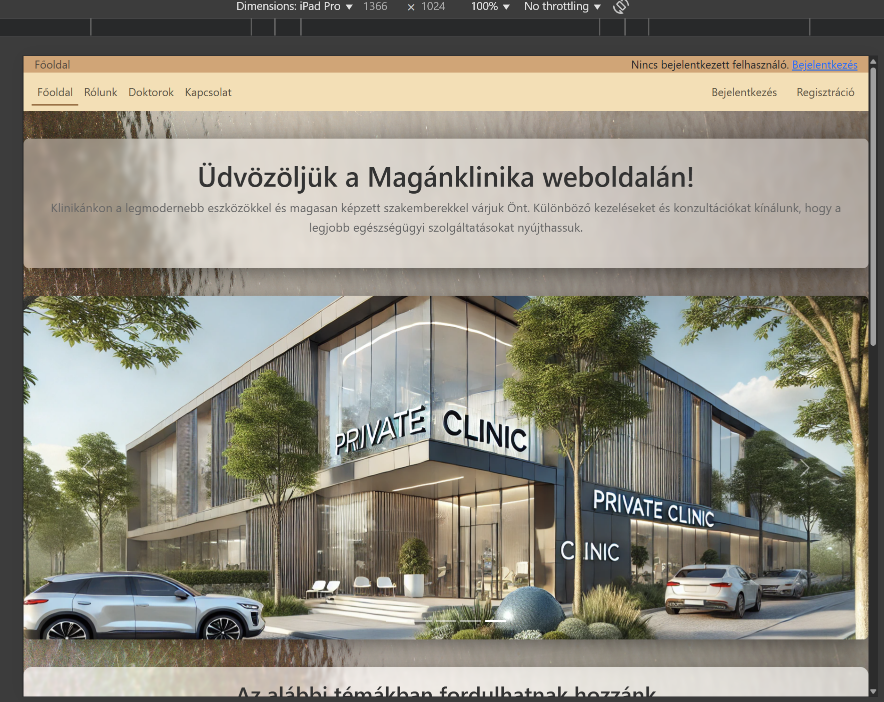 Dimensions: iPad Pro ▼ 1366 × 1024 100% ▼ No throttling ▼
Főoldal Nincs bejelentkezett felhasználó. Bejelentkezés
Főoldal Rólunk Doktorok Kapcsolat Bejelentkezés Regisztráció
Üdvözöljük a Magánklinika weboldalán!
Klinikánkon a legmodernebb eszközökkel és magasan képzett szakemberekkel várjuk Önt. Különböző kezeléseket és konzultációkat kínálunk, hogy a
legjobb egészségügyi szolgáltatásokat nyújthassuk.
PRIVATE CLINIC
PRIVATE CLINIC
C INIC
Az alábbi témákban fordulhatnak hozzánk